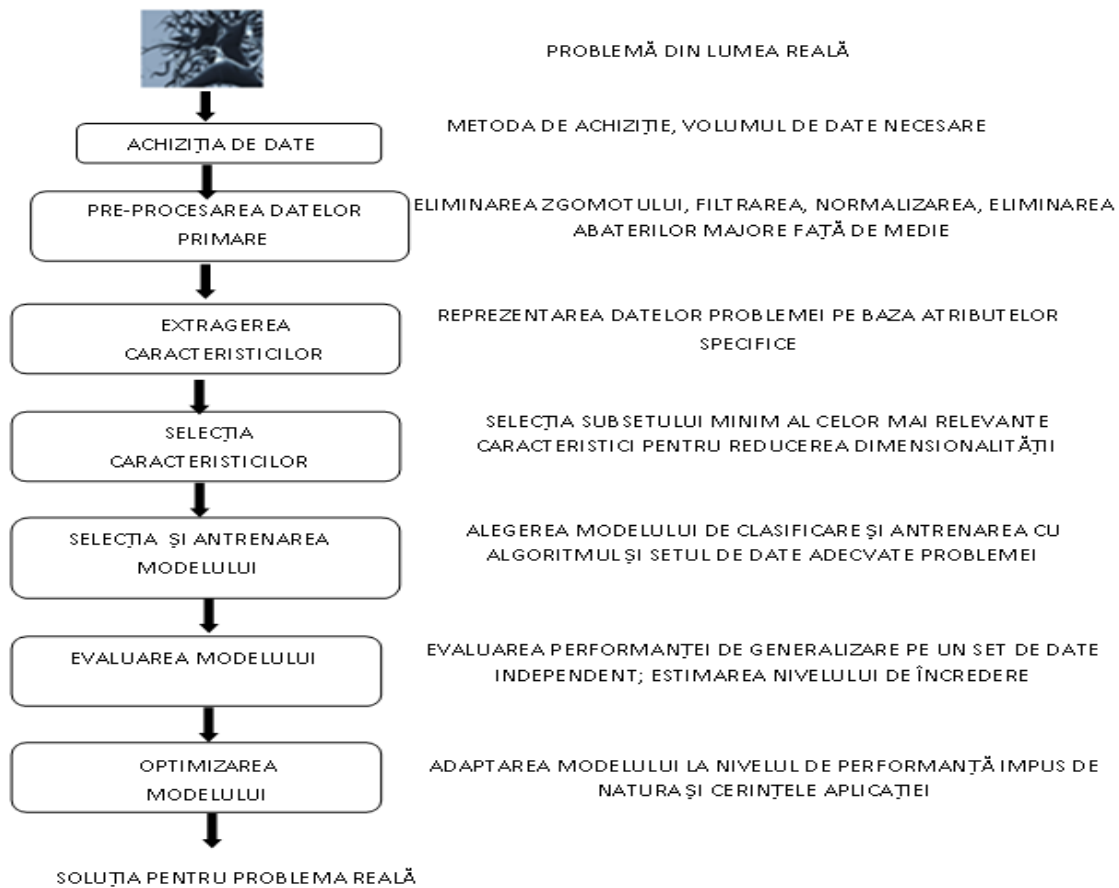 PROBLEMĂ DIN LUMEA REALĂ
ACHIZIȚIA DE DATE
METODA DE ACHIZIȚIE, VOLUMUL DE DATE NECESARE
PRE-PROCESAREA DATELOR
PRIMARE
ELIMINAREA ZGOMOTULUI, FILTRAREA, NORMALIZAREA, ELIMINAREA
ABATERILOR MAJORE FAȚĂ DE MEDIE
EXTRAGEREA
CARACTERISTICILOR
REPREZENTAREA DATELOR PROBLEMEI PE BAZA ATRIBUTELOR
SPECIFICE
SELECȚIA
CARACTERISTICILOR
SELECȚIA SUBSETULUI MINIM AL CELOR MAI RELEVANTE
CARACTERISTICI PENTRU REDUCEREA DIMENSIONALITĂȚII
SELECȚIA ȘI ANTRENAREA
MODELULUI
ALEGEREA MODELULUI DE CLASIFICARE ȘI ANTRENAREA CU
ALGORITMUL ȘI SETUL DE DATE ADECVATE PROBLEMEI
EVALUAREA MODELULUI
EVALUAREA PERFORMANȚEI DE GENERALIZARE PE UN SET DE DATE
INDEPENDENT; ESTIMAREA NIVELULUI DE ÎNCREDERE
OPTIMIZAREA
MODELULUI
ADAPTAREA MODELULUI LA NIVELUL DE PERFORMANȚĂ IMPUS DE
NATURA ȘI CERINȚELE APLICAȚIEI
SOLUȚIA PENTRU PROBLEMA REALĂ